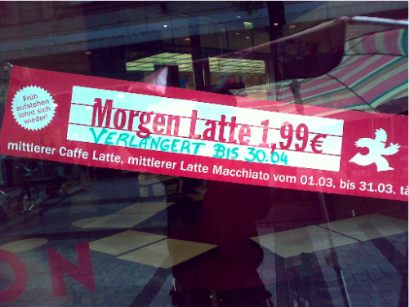 Früh
aufstehen
lohnt sich
wieder!
Morgen Latte 1,99€
VERLÄNGERT BIS 30.04
mittlerer Caffe Latte, mittlerer Latte Macchiato vom 01.03. bis 31.03. tä
ON